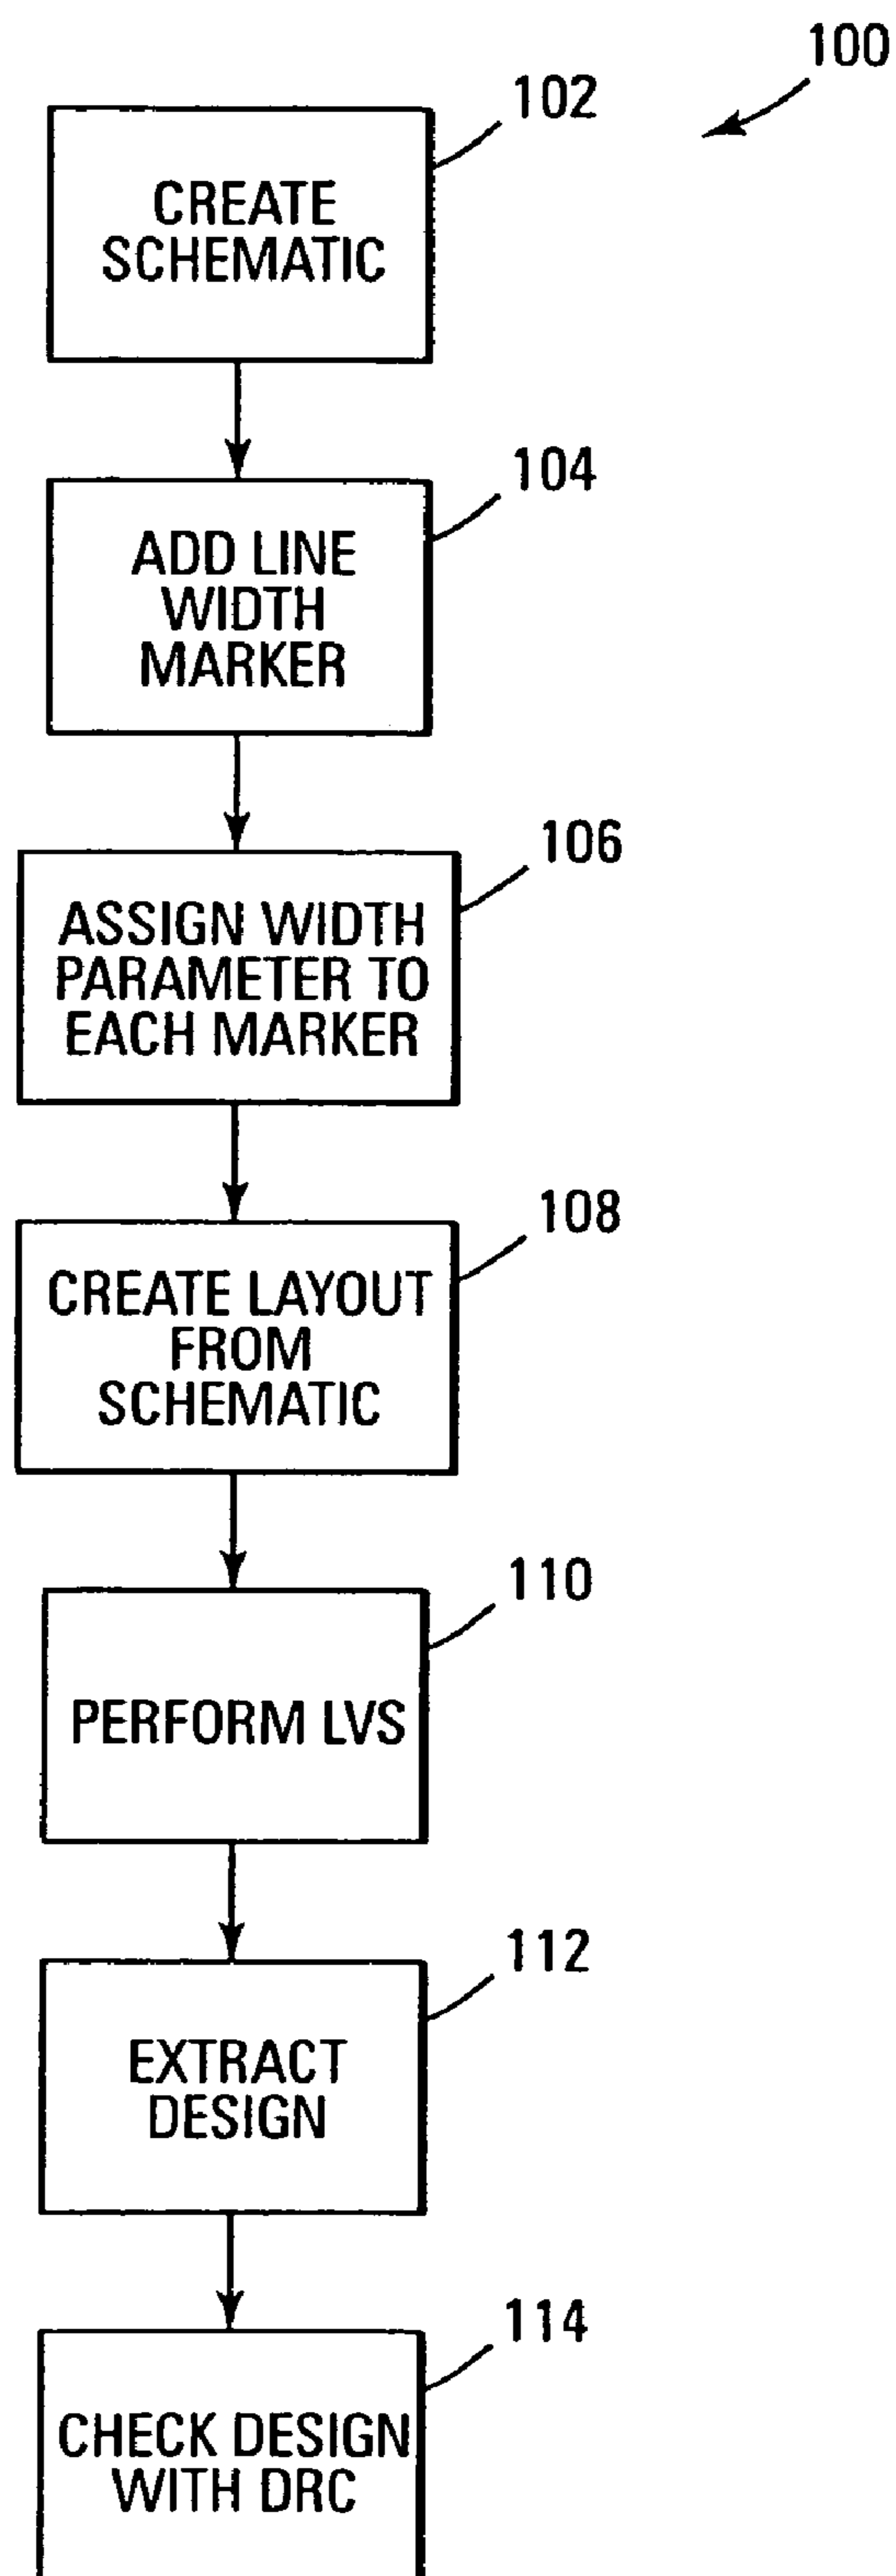 100
102
CREATE
SCHEMATIC
104
ADD LINE
WIDTH
MARKER
106
ASSIGN WIDTH
PARAMETER TO
EACH MARKER
108
CREATE LAYOUT
FROM
SCHEMATIC
110
PERFORM LVS
112
EXTRACT
DESIGN
114
CHECK DESIGN
WITH DRC